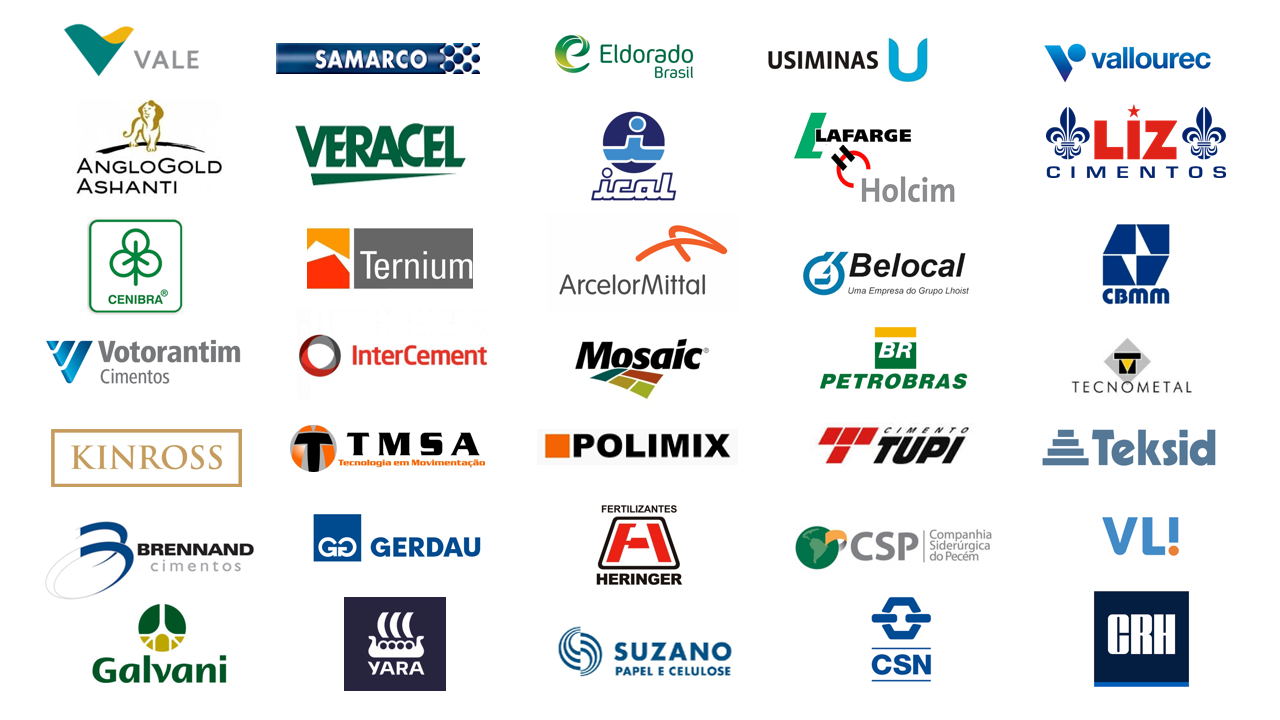 VALE
SAMARCO
Eldorado
Brasil
USIMINAS
vallourec
ANGLOGOLD
ASHANTI
VERACEL
ical
LAFARGE
Holcim
LIZ
CIMENTOS
CENIBRA®
Ternium
ArcelorMittal
Belocal
Uma Empresa do Grupo Lhoist
CBMM
Votorantim
Cimentos
InterCement
Mosaic®
BR
PETROBRAS
TECNOMETAL
KINROSS
TMSA
Tecnologia em Movimentação
POLIMIX
CIMENTO
TUPI
Teksid
BRENNAND
cimentos
GG
GERDAU
FERTILIZANTES
HERINGER
CSP
Companhia
Siderúrgica
do Pecém
VL!
Galvani
YARA
SUZANO
PAPEL E CELULOSE
CSN
CRH